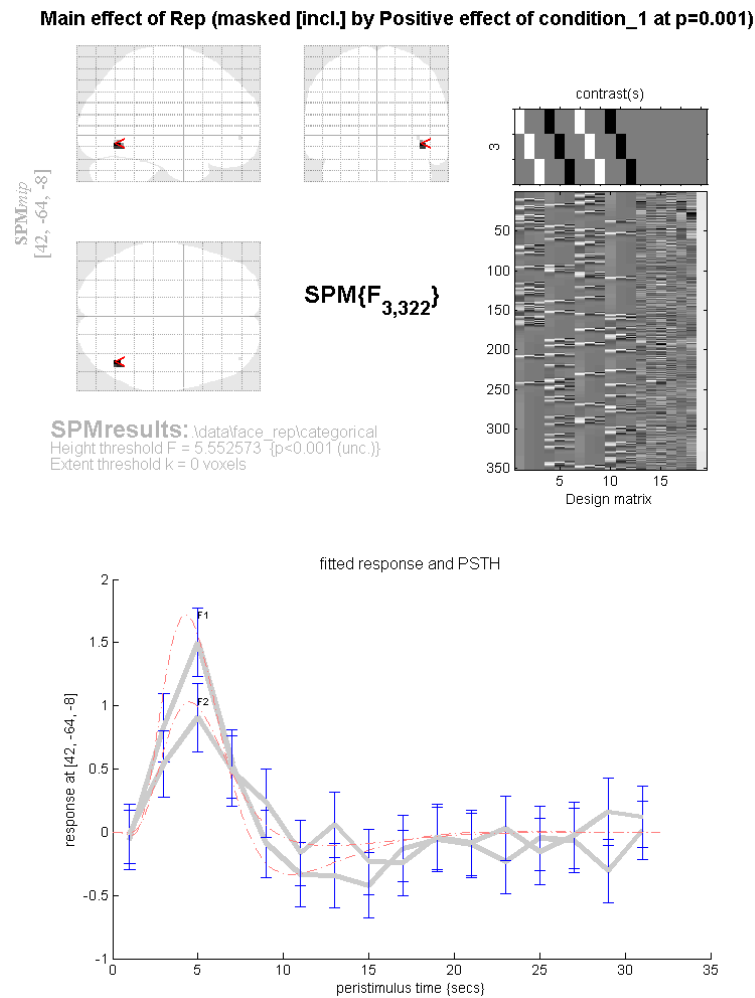 Main effect of Rep (masked [incl.] by Positive effect of condition_1 at p=0.001)
SPMmip
[42, -64, -8]
<
<
<
SPM{F3,322}
SPMresults: .\data\face_rep\categorical
Height threshold F = 5.552573 {p<0.001 (unc.)}
Extent threshold k = 0 voxels
contrast(s)
3
50
100
150
200
250
300
350
5 10 15
Design matrix
fitted response and PSTH
2
1.5
1
0.5
0
-0.5
-1
response at [42, -64, -8]
F1
F2
0 5 10 15 20 25 30 35
peristimulus time {secs}